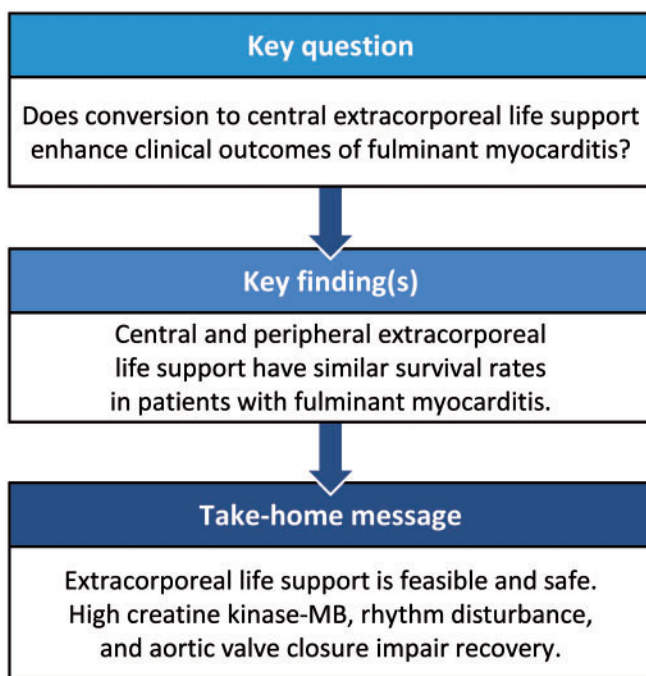 Key question
Does conversion to central extracorporeal life support
enhance clinical outcomes of fulminant myocarditis?
Key finding(s)
Central and peripheral extracorporeal
life support have similar survival rates
in patients with fulminant myocarditis.
Take-home message
Extracorporeal life support is feasible and safe.
High creatine kinase-MB, rhythm disturbance,
and aortic valve closure impair recovery.